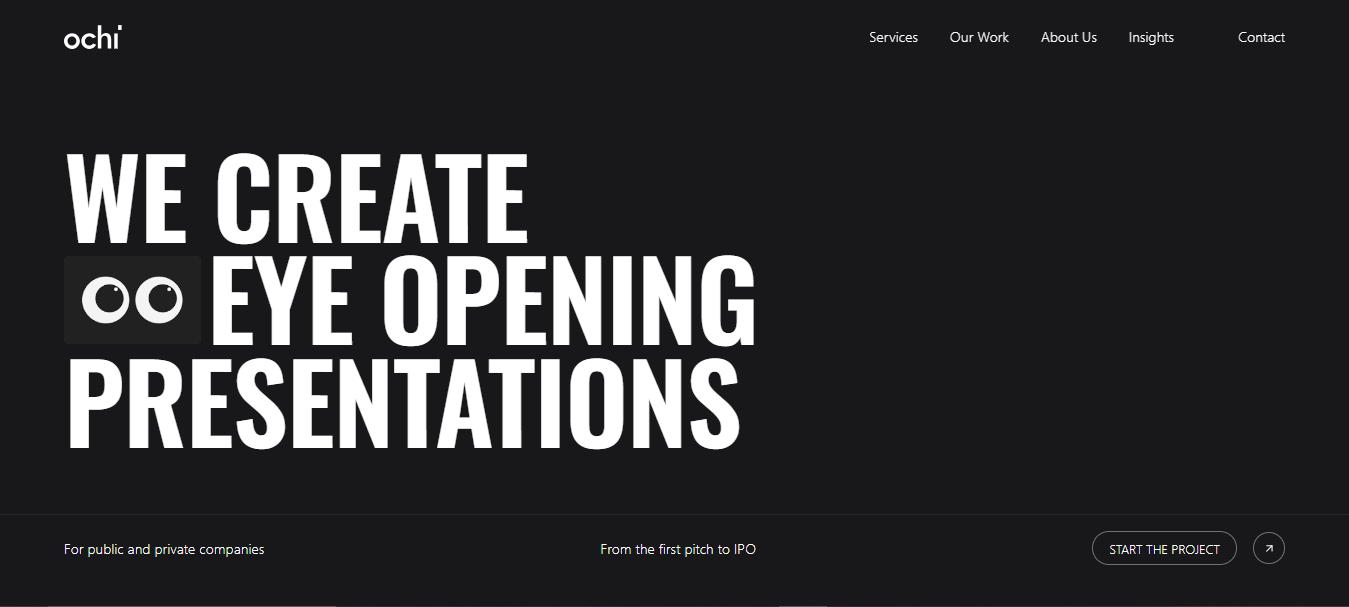 ochi
Services Our Work About Us Insights Contact
WE CREATE
EYE OPENING
PRESENTATIONS
For public and private companies From the first pitch to IPO START THE PROJECT